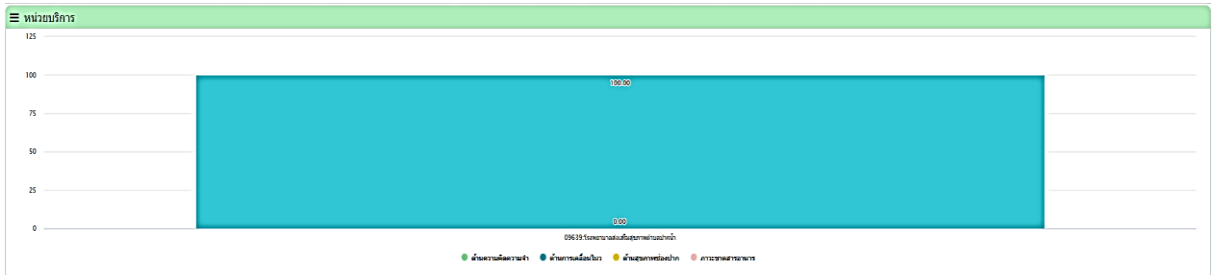 ☰ หน่วยบริการ
125
100
100.00
75
50
25
0.00
0
09639:โรงพยาบาลส่งเสริมสุขภาพตำบลปากน้ำ
ด้านความคิดความจำ ด้านการเคลื่อนไหว ด้านสุขภาพช่องปาก ภาวะขาดสารอาหาร